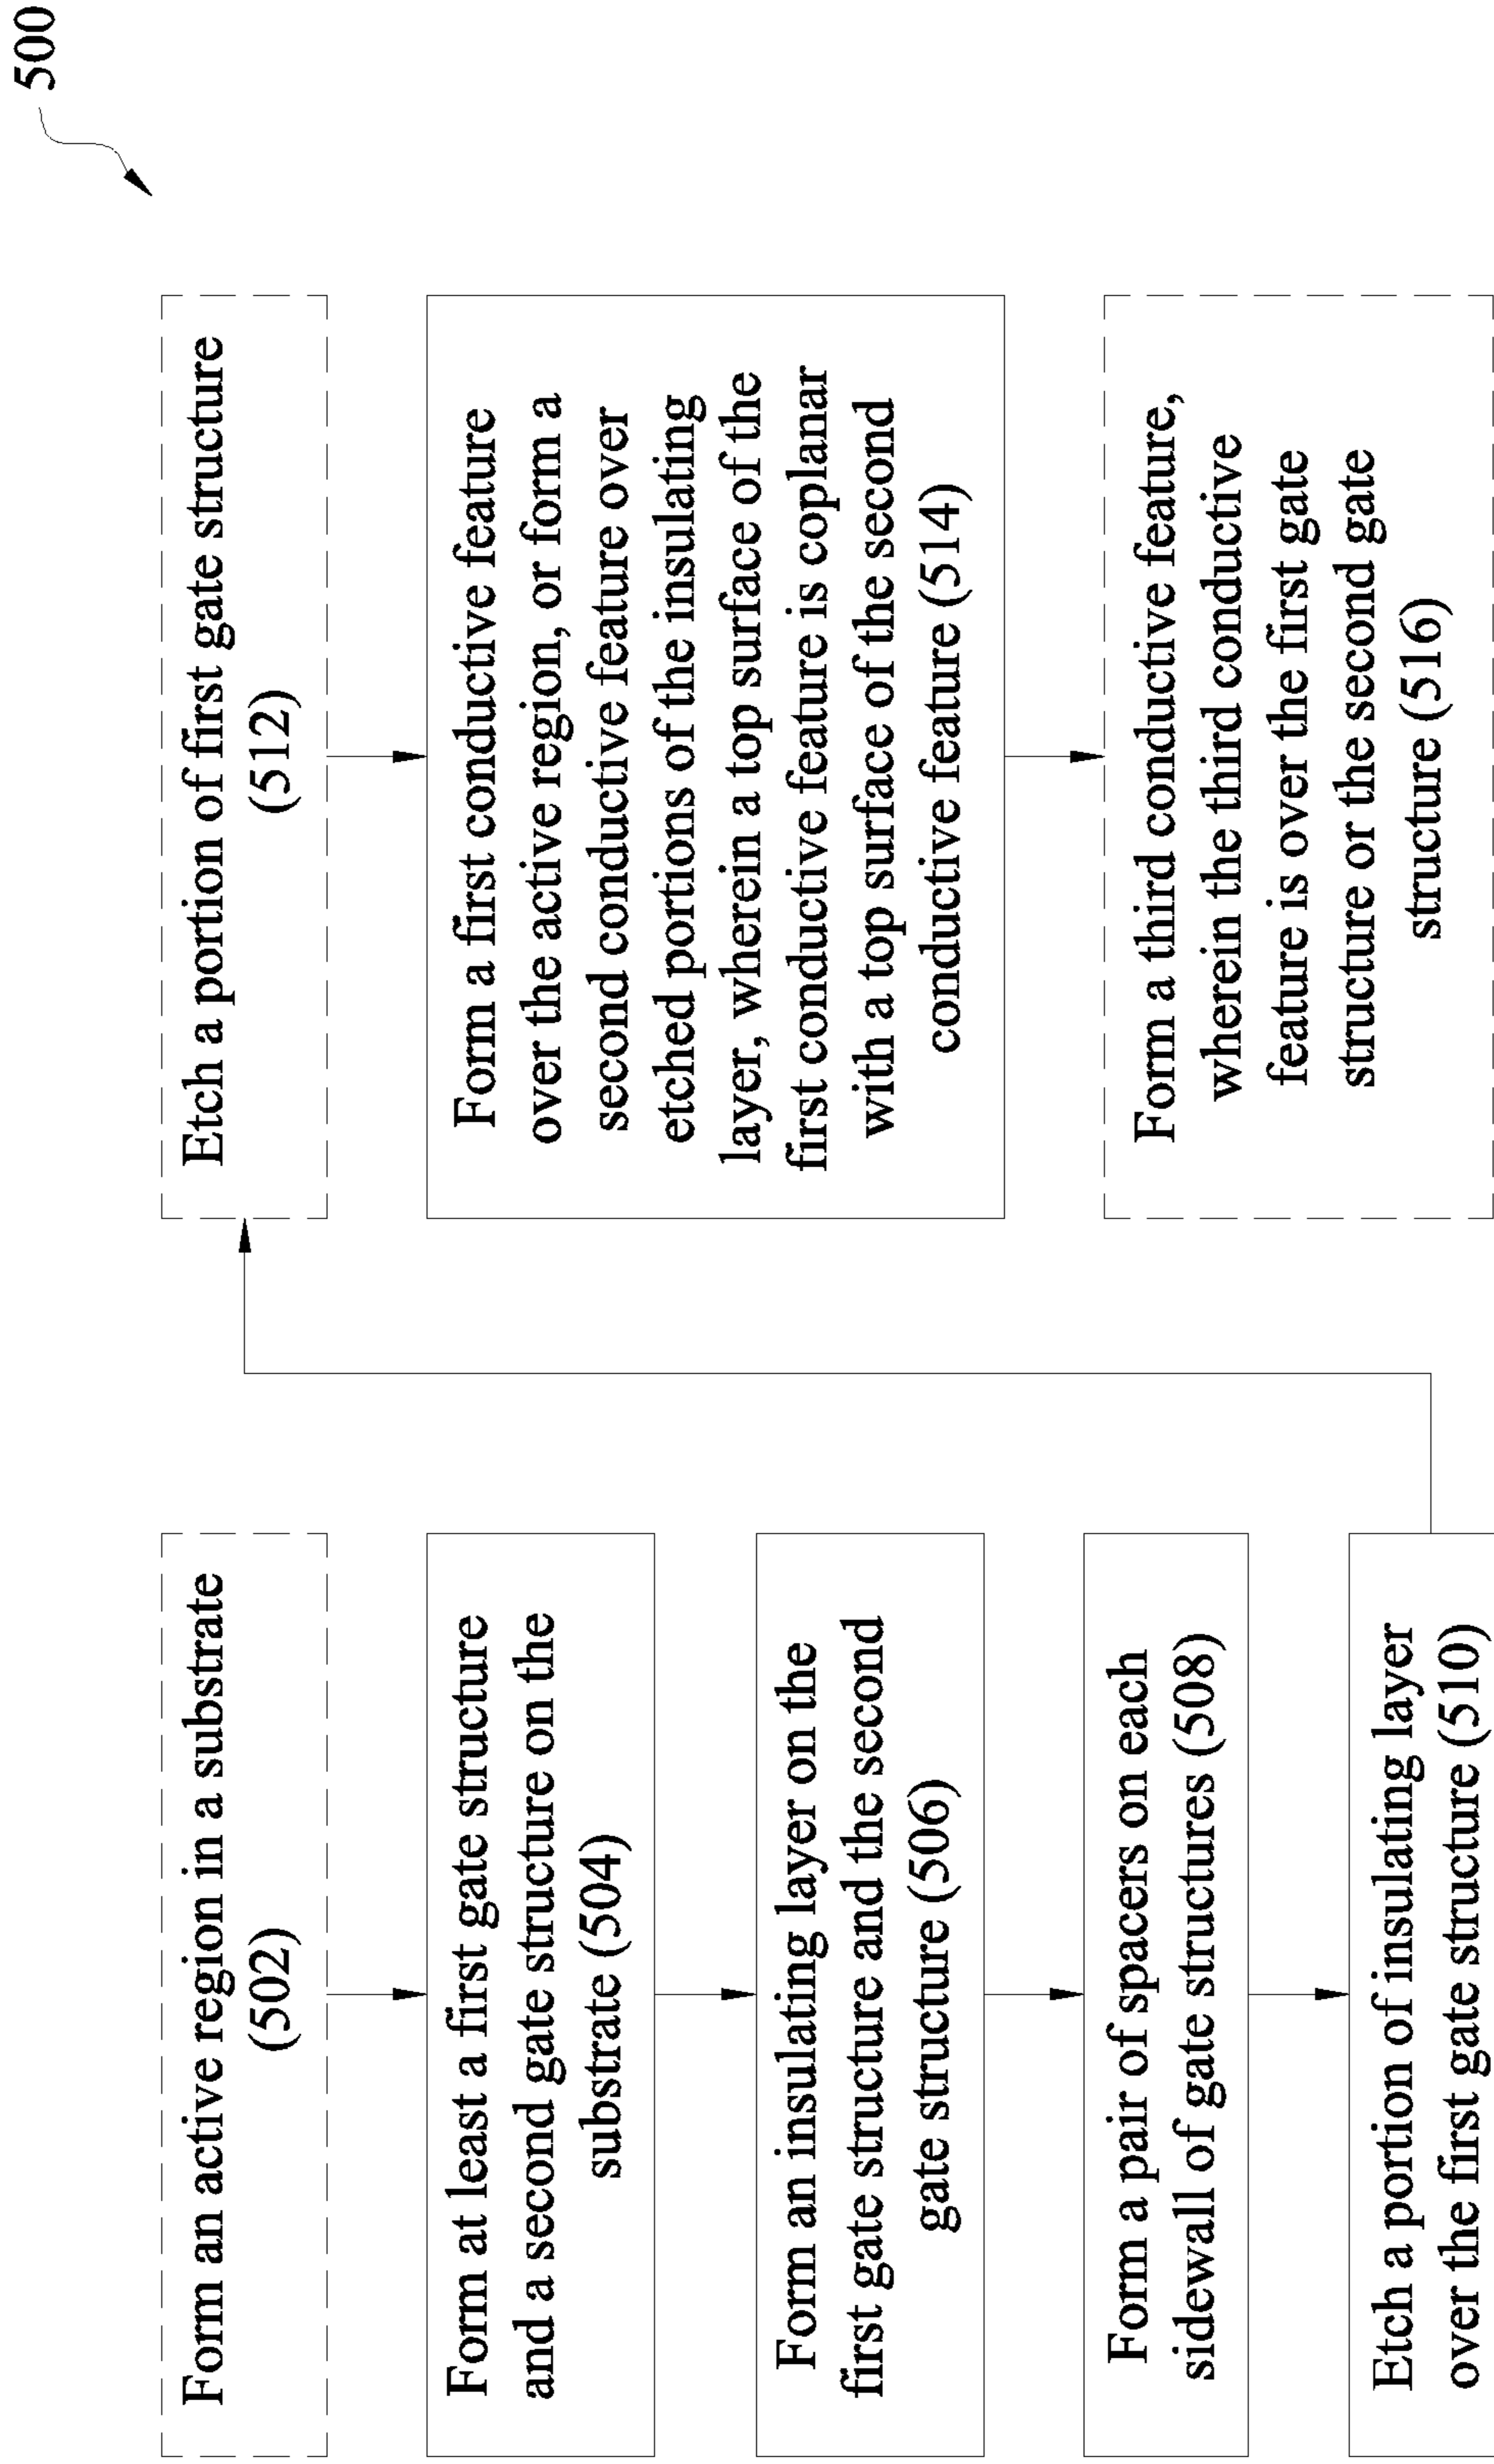 500
Form an active region in a substrate
(502)
Form at least a first gate structure
and a second gate structure on the
substrate (504)
Form an insulating layer on the
first gate structure and the second
gate structure (506)
Form a pair of spacers on each
sidewall of gate structures (508)
Etch a portion of insulating layer
over the first gate structure (510)
Etch a portion of first gate structure
(512)
Form a first conductive feature
over the active region, or form a
second conductive feature over
etched portions of the insulating
layer, wherein a top surface of the
first conductive feature is coplanar
with a top surface of the second
conductive feature (514)
Form a third conductive feature,
wherein the third conductive
feature is over the first gate
structure or the second gate
structure (516)